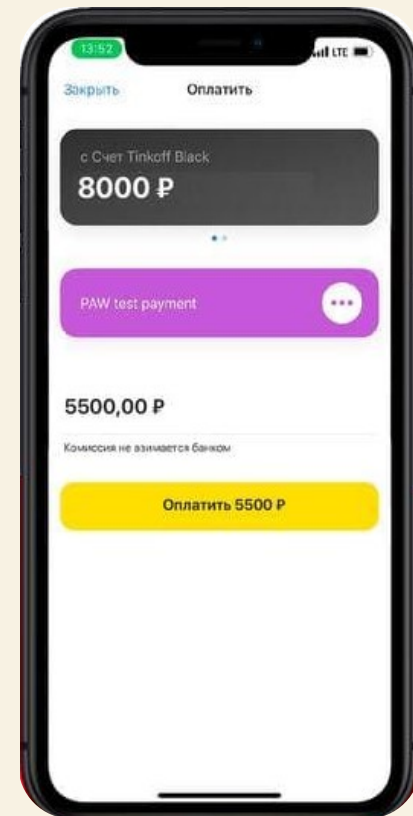 13:52
LTE
Закрыть Оплатить
с Счет Tinkoff Black
8000 ₽
PAW test payment
5500,00 ₽
Комиссия не взимается банком
Оплатить 5500 ₽